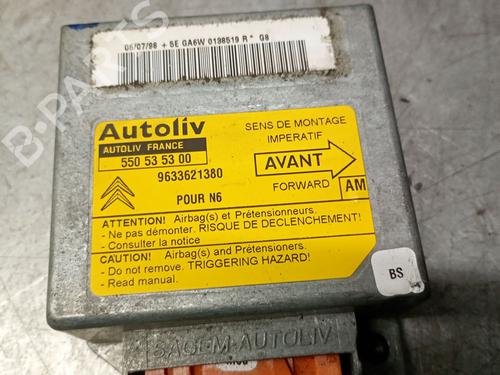 06/07/98 + 5E GA6W 0198519 R * G8
Autoliv
AUTOLIV FRANCE
550 53 53 00
9633621380
POUR N6
SENS DE MONTAGE
IMPERATIF
AVANT
FORWARD
AM
ATTENTION! Airbag(s) et Prétensionneurs.
- Ne pas démonter. RISQUE DE DECLENCHEMENT!
- Consulter la notice
CAUTION! Airbag(s) and Pretensioners.
- Do not remove. TRIGGERING HAZARD!
- Read manual.
BS
SAGEM-AUTOLIV
B-PARTS